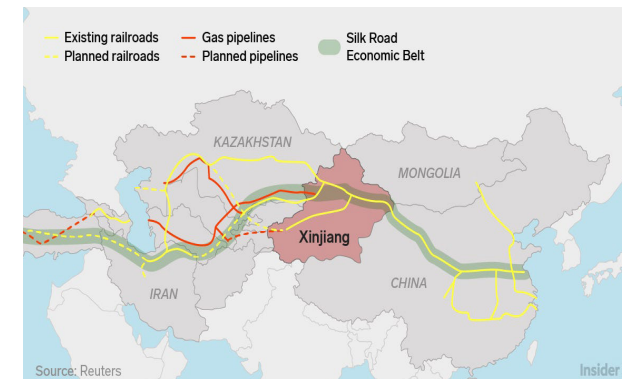 Existing railroads
Planned railroads
Gas pipelines
Planned pipelines
Silk Road
Economic Belt
KAZAKHSTAN
MONGOLIA
Xinjiang
CHINA
IRAN
Source: Reuters
Insider